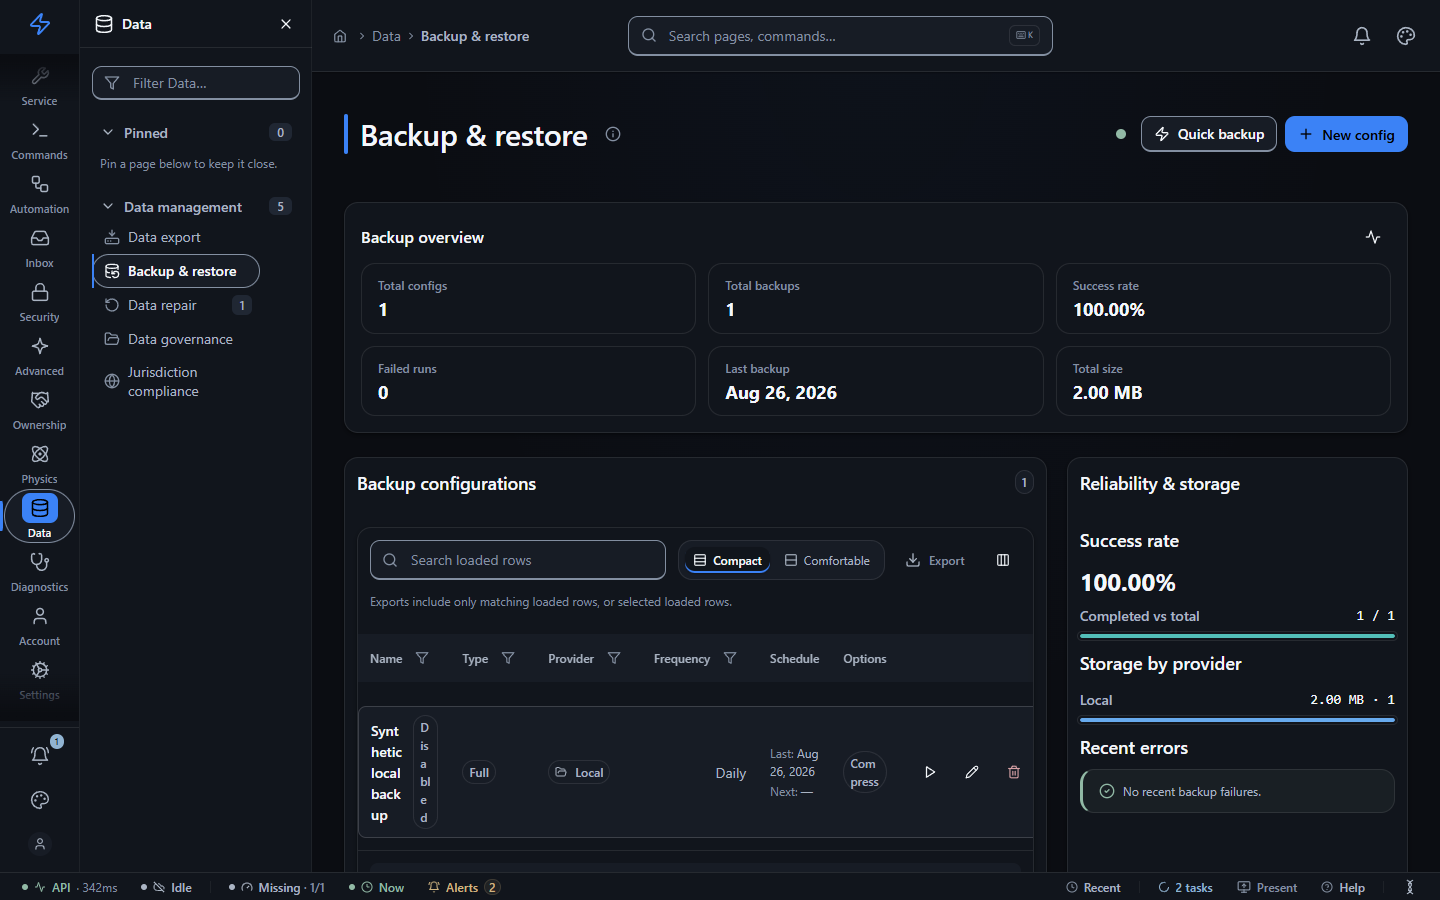 Service
Commands
Automation
Inbox
Security
Advanced
Ownership
Physics
Data
Diagnostics
Account
Settings
1
Data
Filter Data...
Pinned
0
Pin a page below to keep it close.
Data management
5
Data export
Backup & restore
Data repair
1
Data governance
Jurisdiction
compliance
Data
Backup & restore
Search pages, commands...
K
Backup & restore
Quick backup
New config
Backup overview
Total configs
1
Total backups
1
Success rate
100.00%
Failed runs
0
Last backup
Aug 26, 2026
Total size
2.00 MB
Backup configurations
1
Search loaded rows
Compact
Comfortable
Export
Exports include only matching loaded rows, or selected loaded rows.
Name
Type
Provider
Frequency
Schedule
Options
Synt
hetic
local
back
up
D
is
a
bl
e
d
Full
Local
Daily
Last: Aug
26, 2026
Next: —
Com
press
Reliability & storage
Success rate
100.00%
Completed vs total
1 / 1
Storage by provider
Local
2.00 MB · 1
Recent errors
No recent backup failures.
API · 342ms
Idle
Missing · 1/1
Now
Alerts 2
Recent
2 tasks
Present
Help